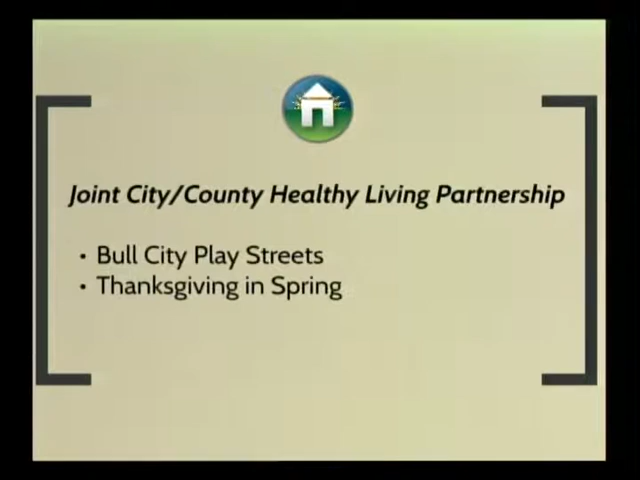 Joint City/County Healthy Living Partnership
• Bull City Play Streets
• Thanksgiving in Spring